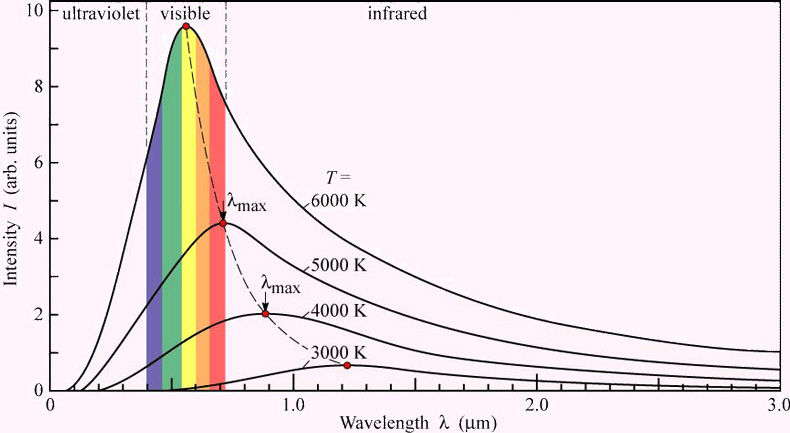 ultraviolet visible infrared
10
8
6
4
2
0
Intensity I (arb. units)
T =
6000 K
λmax
5000 K
λmax
4000 K
3000 K
0 1.0 2.0 3.0
Wavelength λ (μm)